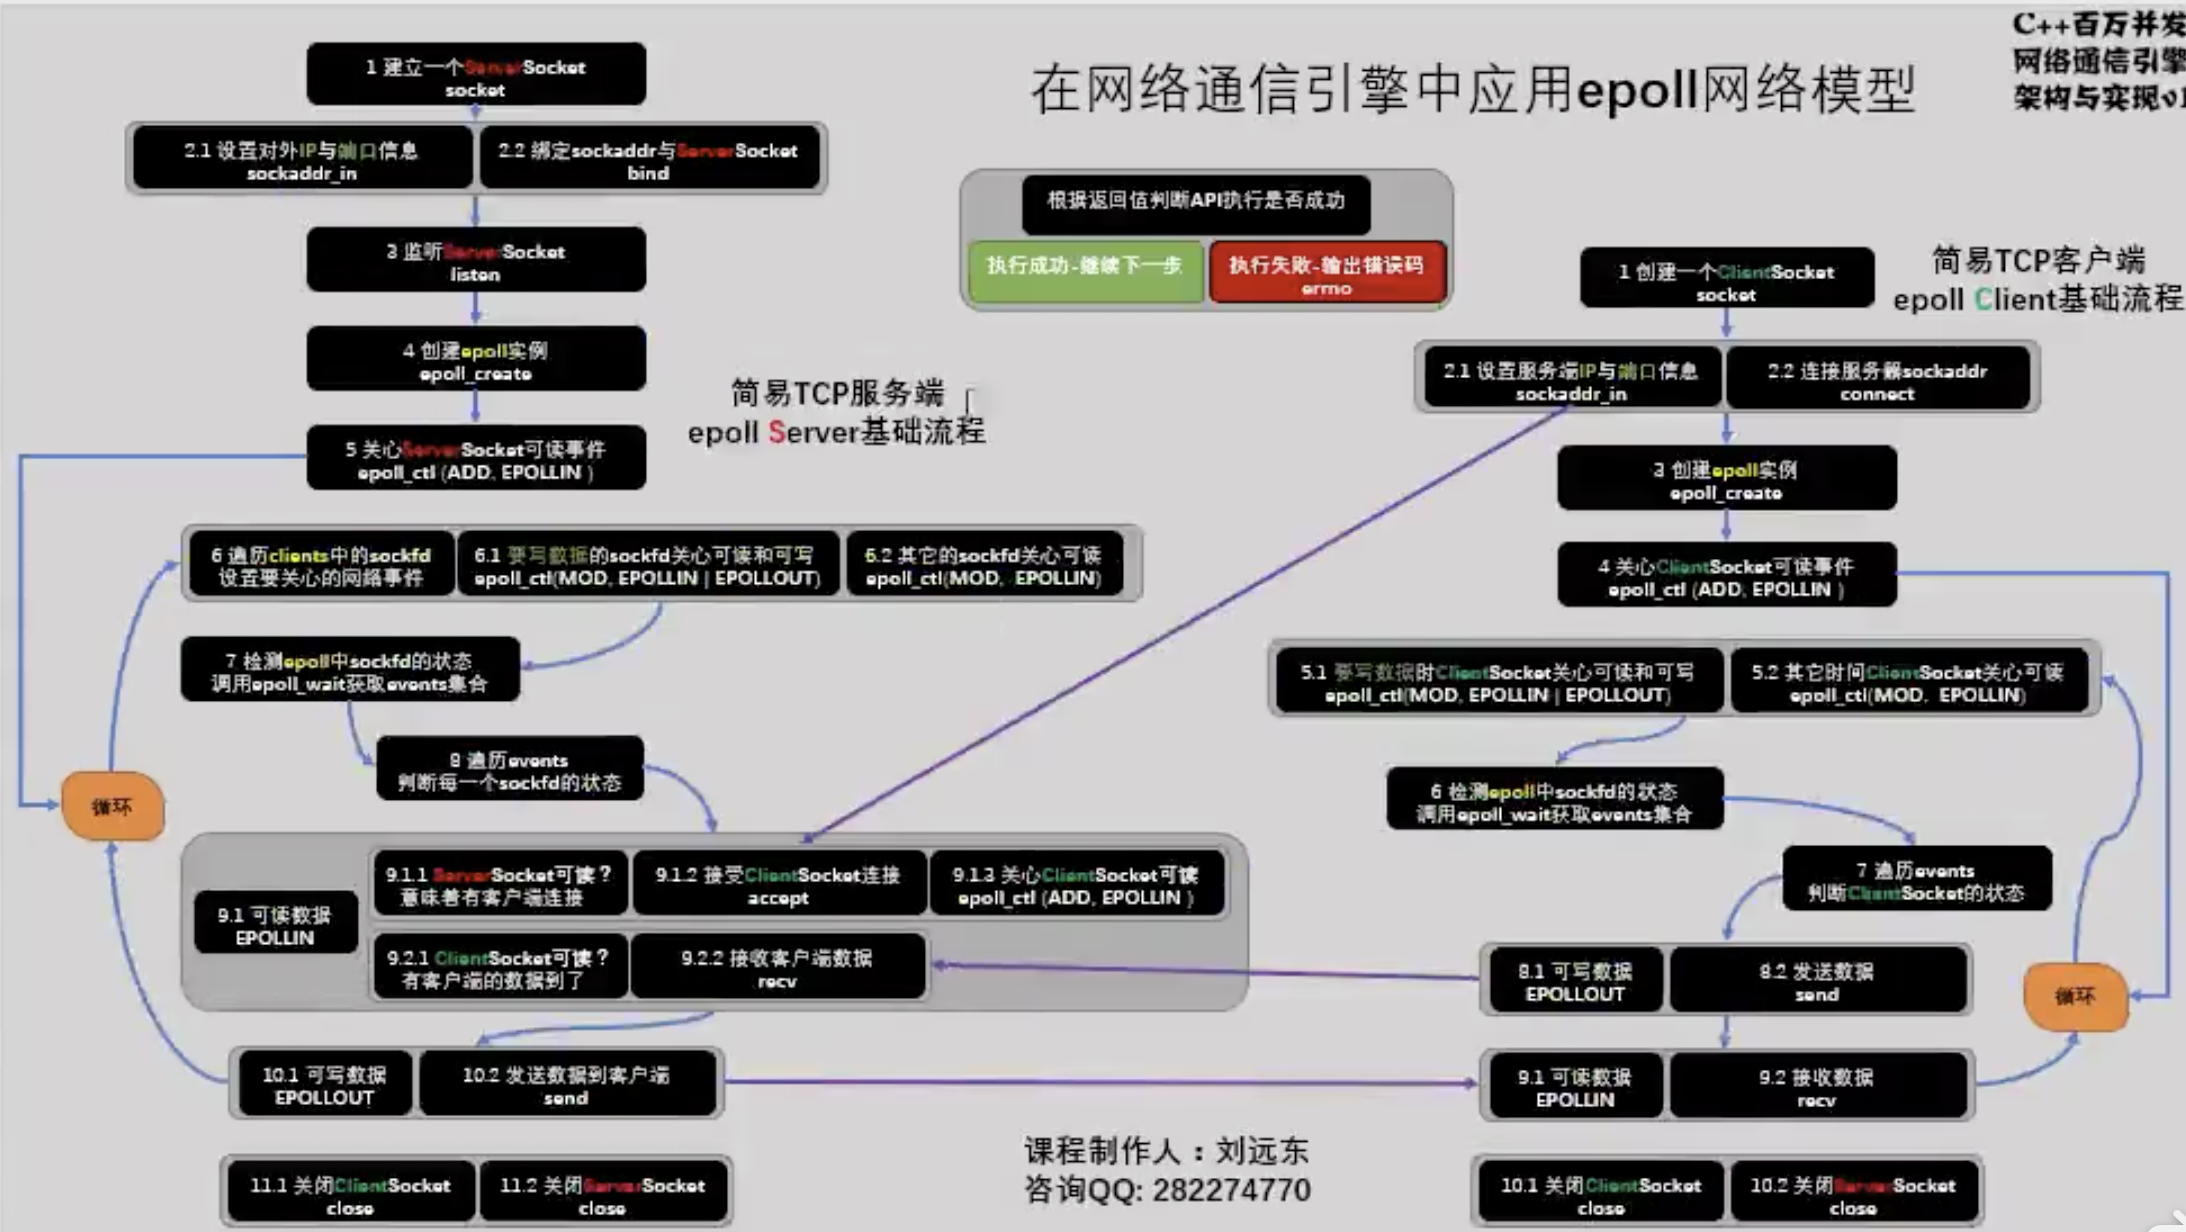 C++百万并发
网络通信引擎
架构与实现
在网络通信引擎中应用epoll网络模型
1 建立一个ServerSocket
socket
2.1 设置对外IP与端口信息
sockaddr_in
2.2 绑定sockaddr与ServerSocket
bind
3 监听ServerSocket
listen
4 创建epoll实例
epoll_create
5 关心ServerSocket可读事件
epoll_ctl (ADD, EPOLLIN )
简易TCP服务端
epoll Server基础流程
根据返回值判断API执行是否成功
执行成功-继续下一步
执行失败-输出错误码
errno
6 遍历clients中的sockfd
设置要关心的网络事件
6.1 要写数据的sockfd关心可读和可写
epoll_ctl(MOD, EPOLLIN | EPOLLOUT)
6.2 其它的sockfd关心可读
epoll_ctl(MOD, EPOLLIN)
7 检测epoll中sockfd的状态
调用epoll_wait获取events集合
8 遍历events
判断每一个sockfd的状态
循环
9.1 可读数据
EPOLLIN
9.1.1 ServerSocket可读？
意味着有客户端连接
9.1.2 接受ClientSocket连接
accept
9.1.3 关心ClientSocket可读
epoll_ctl (ADD, EPOLLIN )
9.2.1 ClientSocket可读？
有客户端的数据到了
9.2.2 接收客户端数据
recv
10.1 可写数据
EPOLLOUT
10.2 发送数据到客户端
send
11.1 关闭ClientSocket
close
11.2 关闭ServerSocket
close
简易TCP客户端
epoll Client基础流程
1 创建一个ClientSocket
socket
2.1 设置服务端IP与端口信息
sockaddr_in
2.2 连接服务器sockaddr
connect
3 创建epoll实例
epoll_create
4 关心ClientSocket可读事件
epoll_ctl (ADD, EPOLLIN )
5.1 要写数据时ClientSocket关心可读和可写
epoll_ctl(MOD, EPOLLIN | EPOLLOUT)
5.2 其它时间ClientSocket关心可读
epoll_ctl(MOD, EPOLLIN)
6 检测epoll中sockfd的状态
调用epoll_wait获取events集合
7 遍历events
判断ClientSocket的状态
8.1 可写数据
EPOLLOUT
8.2 发送数据
send
循环
9.1 可读数据
EPOLLIN
9.2 接收数据
recv
10.1 关闭ClientSocket
close
10.2 关闭ServerSocket
close
课程制作人：刘远东
咨询QQ: 282274770